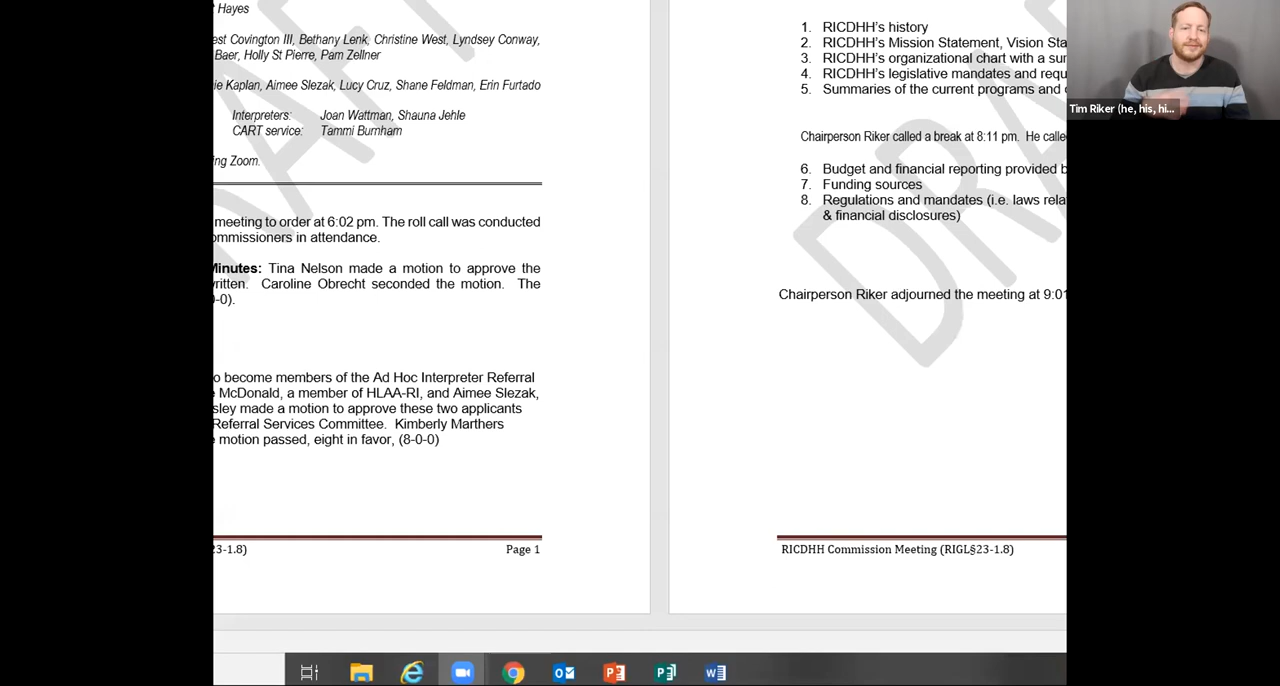 Hayes
est Covington III, Bethany Lenk, Christine West, Lyndsey Conway,
Baer, Holly St Pierre, Pam Zellner
ie Kaplan, Aimee Slezak, Lucy Cruz, Shane Feldman, Erin Furtado
Interpreters: Joan Wattman, Shauna Jehle
CART service: Tammi Burnham
ing Zoom.
meeting to order at 6:02 pm. The roll call was conducted
ommissioners in attendance.
Minutes: Tina Nelson made a motion to approve the
written. Caroline Obrecht seconded the motion. The
-0).
o become members of the Ad Hoc Interpreter Referral
McDonald, a member of HLAA-RI, and Aimee Slezak,
sley made a motion to approve these two applicants
Referral Services Committee. Kimberly Marthers
motion passed, eight in favor, (8-0-0)
23-1.8) Page 1
1. RICDHH's history
2. RICDHH's Mission Statement, Vision Sta
3. RICDHH's organizational chart with a sur
4. RICDHH's legislative mandates and requ
5. Summaries of the current programs and
Chairperson Riker called a break at 8:11 pm. He calle
6. Budget and financial reporting provided b
7. Funding sources
8. Regulations and mandates (i.e. laws rela
& financial disclosures)
Chairperson Riker adjourned the meeting at 9:01
RICDHH Commission Meeting (RIGL§23-1.8)
DRA
Tim Riker (he, his, hi...